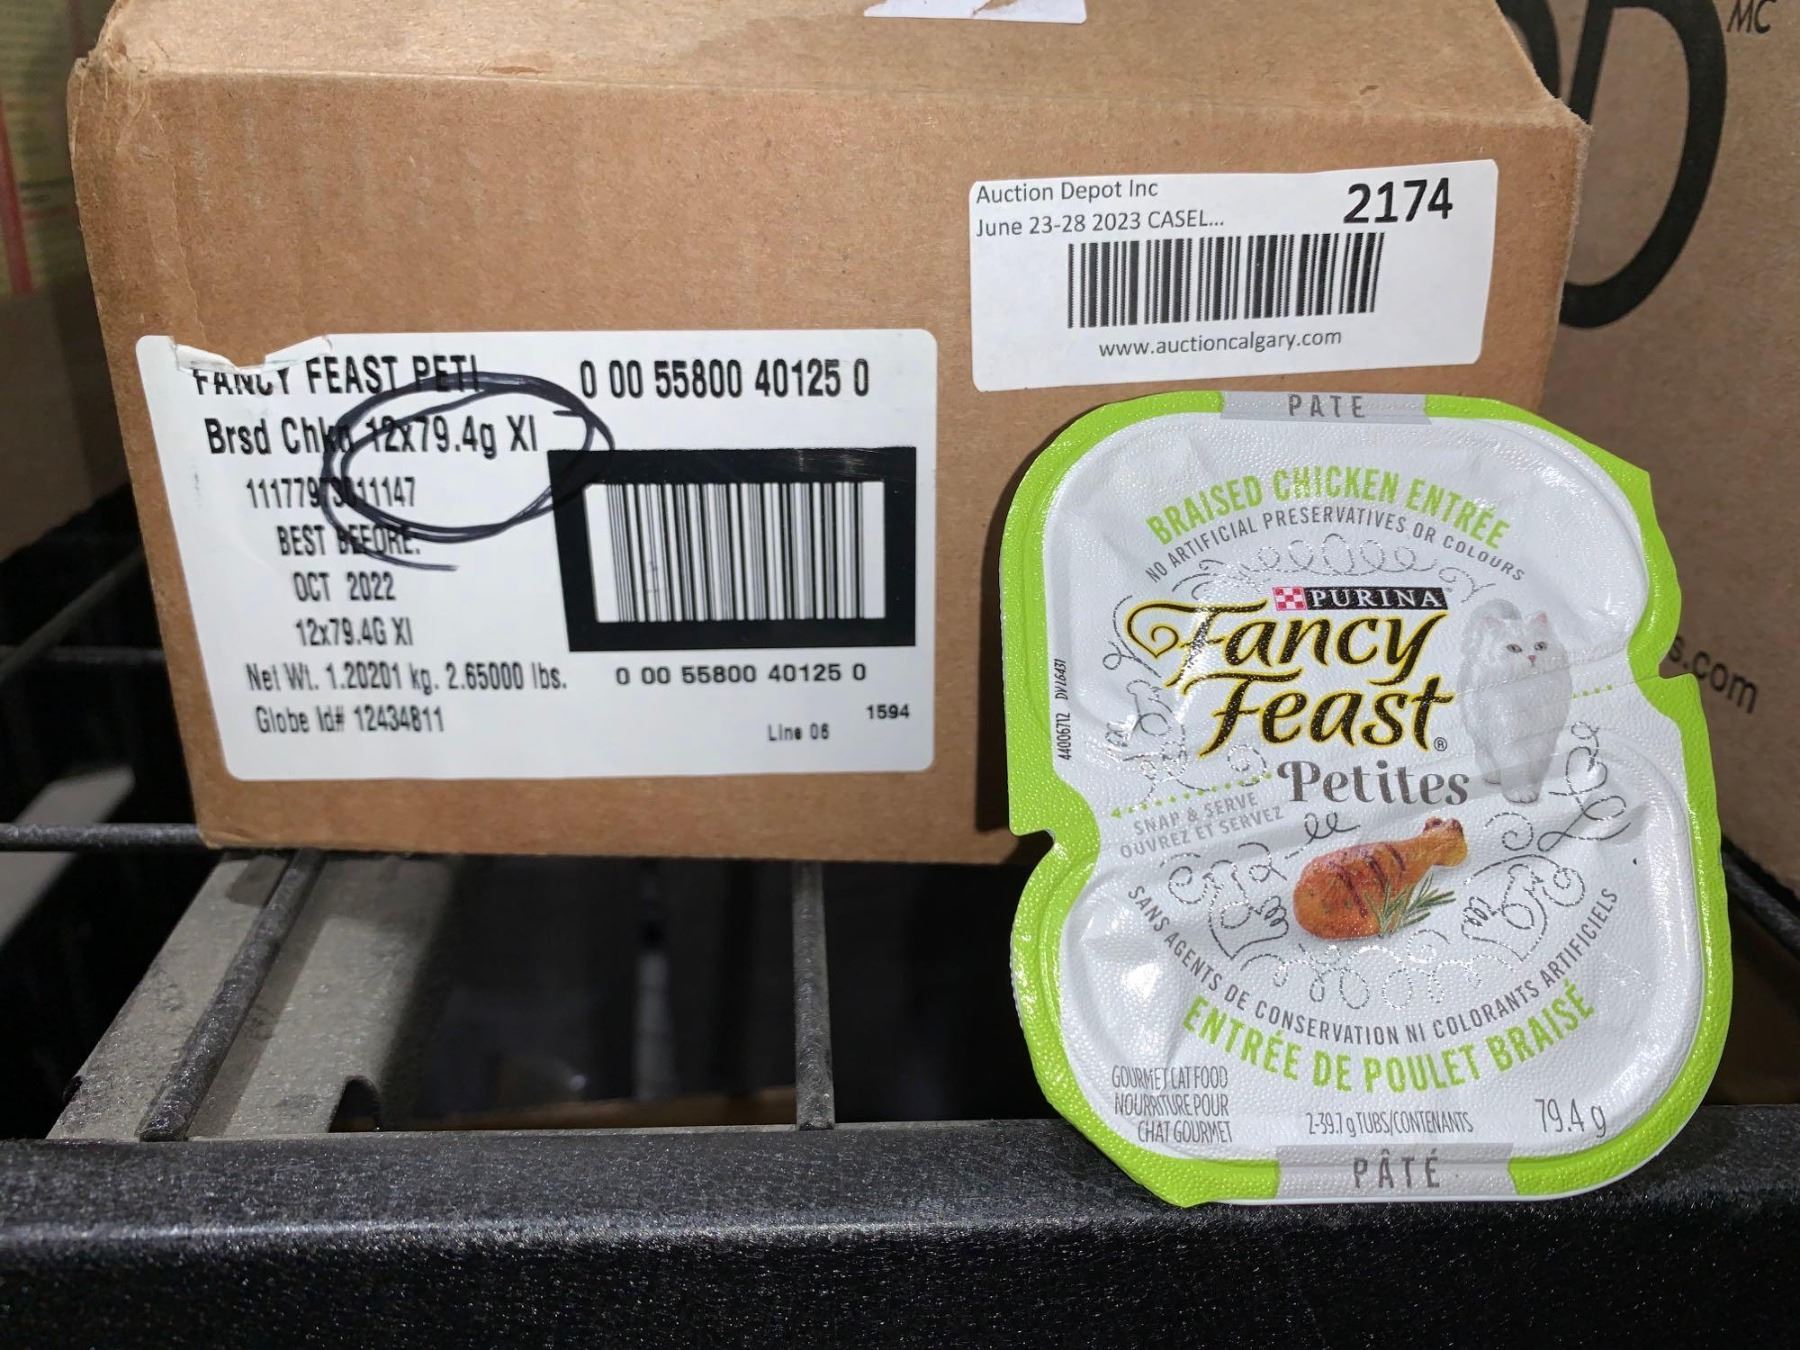 MC
D
s.com
Auction Depot Inc
2174
June 23-28 2023 CASEL...
www.auctioncalgary.com
FANCY FEAST PETI
0 00 55800 40125 0
Brsd Chkn 12x79.4g XI
11147
BEST BEFORE:
OCT 2022
12x79.4G XI
Net Wt. 1.20201 kg. 2.65000 lbs.
0 00 55800 40125 0
Globe Id# 12434811
Line 06
1594
PATE
BRAISED CHICKEN ENTRÉE
NO ARTIFICIAL PRESERVATIVES OR COLOURS
PURINA
Fancy
Feast®
Petites
SNAP & SERVE
OUVREZ ET SERVEZ
44006712 DVL6431
SANS AGENTS DE CONSERVATION NI COLORANTS ARTIFICIELS
ENTRÉE DE POULET BRAISÉ
GOURMET CAT FOOD
NOURRITURE POUR
CHAT GOURMET
2-39.7 g TUBS/CONTENANTS
79.4 g
PÂTÉ